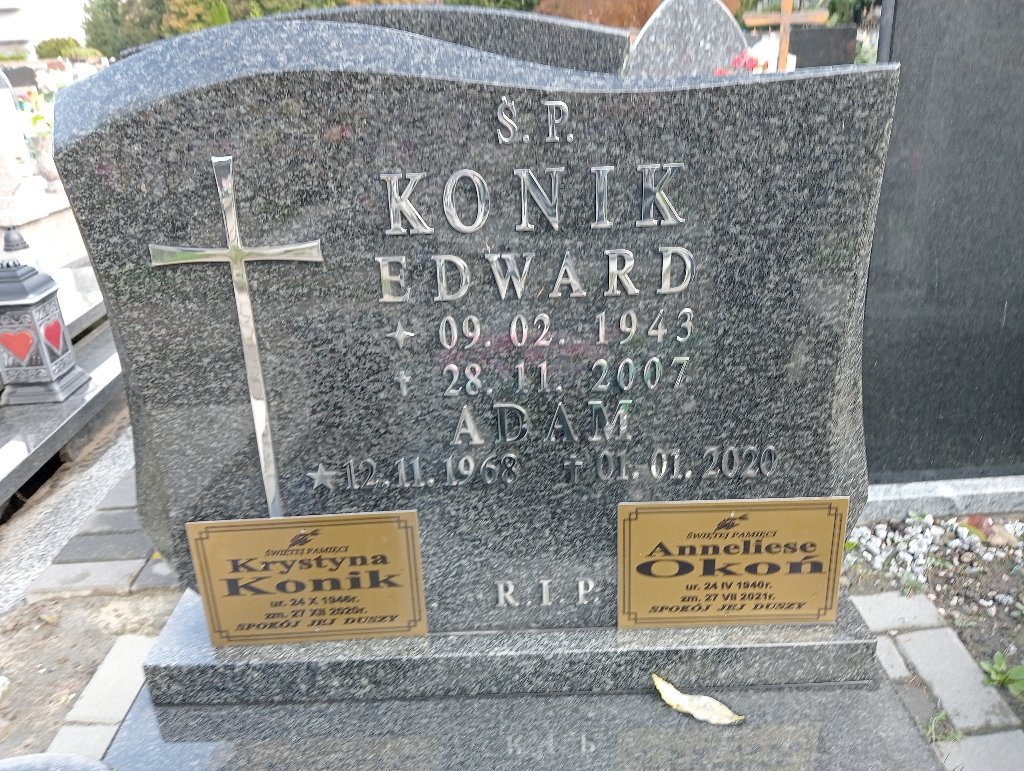 Ś. P.
KONIK
EDWARD
09. 02. 1943
28. 11. 2007
ADAM
12.11.1968 01.01.2020
R.I.P.
ŚWIĘTEJ PAMIĘCI
Krystyna
Konik
ur. 24 X 1946r.
zm. 27 XII 2020r.
SPOKÓJ JEJ DUSZY
ŚWIĘTEJ PAMIĘCI
Anneliese
Okoń
ur. 24 IV 1940r.
zm. 27 VII 2021r.
SPOKÓJ JEJ DUSZY